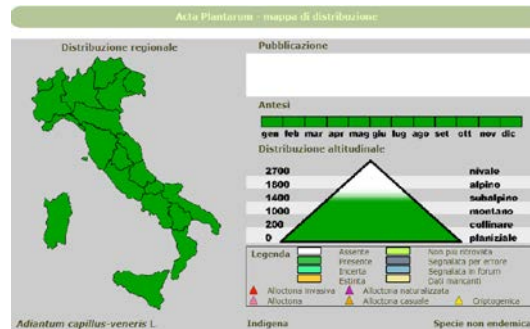 Acta Plantarum - mappa di distribuzione
Distribuzione regionale
Pubblicazione
Antesi
gen feb mar apr mag giu lug ago set ott nov dic
Distribuzione altitudinale
2700 nivale
1800 alpino
1400 subalpino
1000 montano
200 collinare
0 planiziale
Legenda
Assente Non più ritrovata
Presente Segnalata per errore
Incerta Segnalata in forum
Estinta Dati mancanti
Alloctona invasiva Alloctona naturalizzata
Alloctona Alloctona casuale Criptogenica
Adiantum capillus-veneris L.
Indigena Specie non endemica